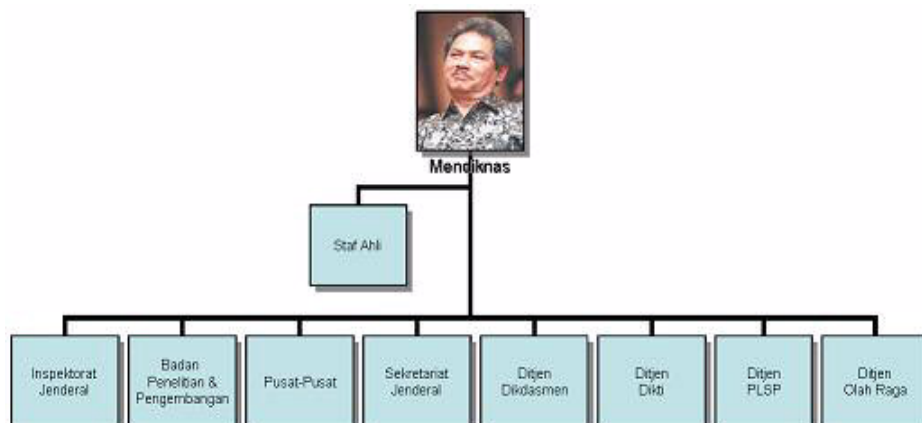 Mendiknas
Staf Ahli
Inspektorat
Jenderal
Badan
Penelitian &
Pengembangan
Pusat-Pusat
Sekretariat
Jenderal
Ditjen
Dikdasmen
Ditjen
Dikti
Ditjen
PLSP
Ditjen
Olah Raga